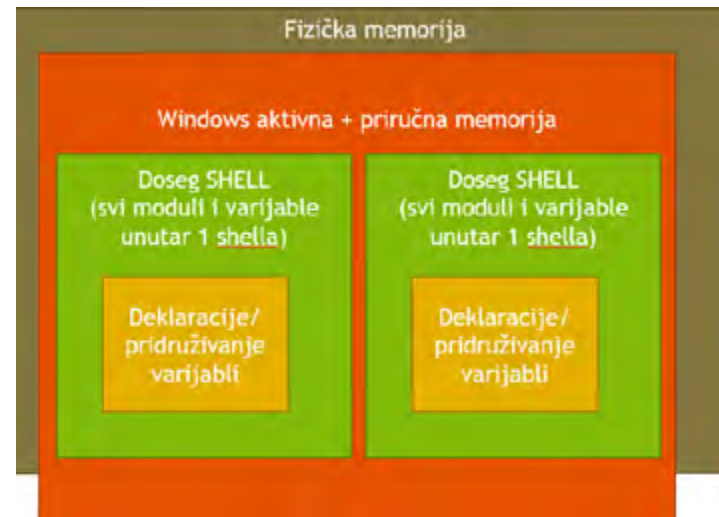 Fizička memorija
Windows aktivna + priručna memorija
Doseg SHELL
(svi moduli i varijable
unutar 1 shella)
Deklaracije/
pridruživanje
varijabli
Doseg SHELL
(svi moduli i varijable
unutar 1 shella)
Deklaracije/
pridruživanje
varijabli